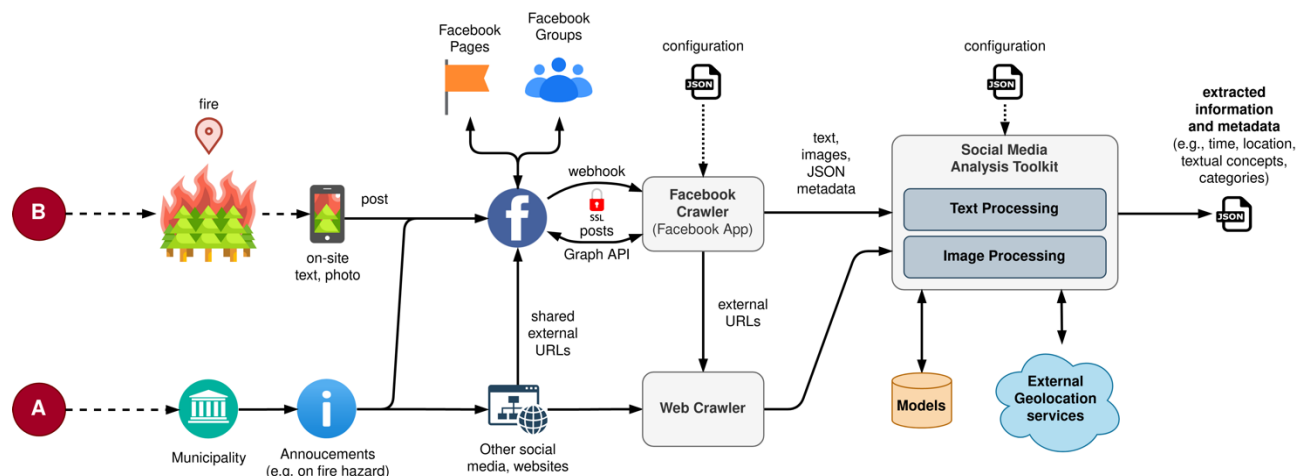 Facebook
Pages
Facebook
Groups
configuration
JSON
configuration
JSON
extracted
information
and metadata
(e.g., time, location,
textual concepts,
categories)
JSON
fire
B
on-site
text, photo
post
f
webhook
SSL
posts
Graph API
Facebook
Crawler
(Facebook App)
text,
images,
JSON
metadata
Social Media
Analysis Toolkit
Text Processing
Image Processing
shared
external
URLs
external
URLs
A
Municipality
i
Annoucements
(e.g. on fire hazard)
Other social
media, websites
Web Crawler
Models
External
Geolocation
services